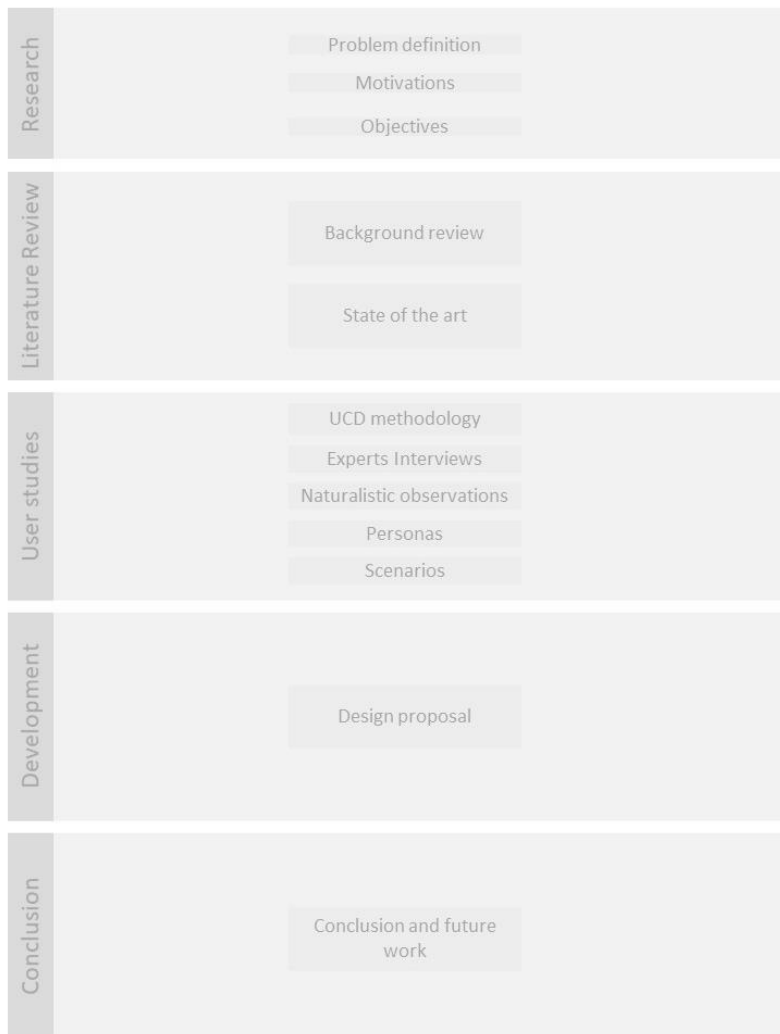 Research
Problem definition
Motivations
Objectives
Literature Review
Background review
State of the art
User studies
UCD methodology
Experts Interviews
Naturalistic observations
Personas
Scenarios
Development
Design proposal
Conclusion
Conclusion and future
work